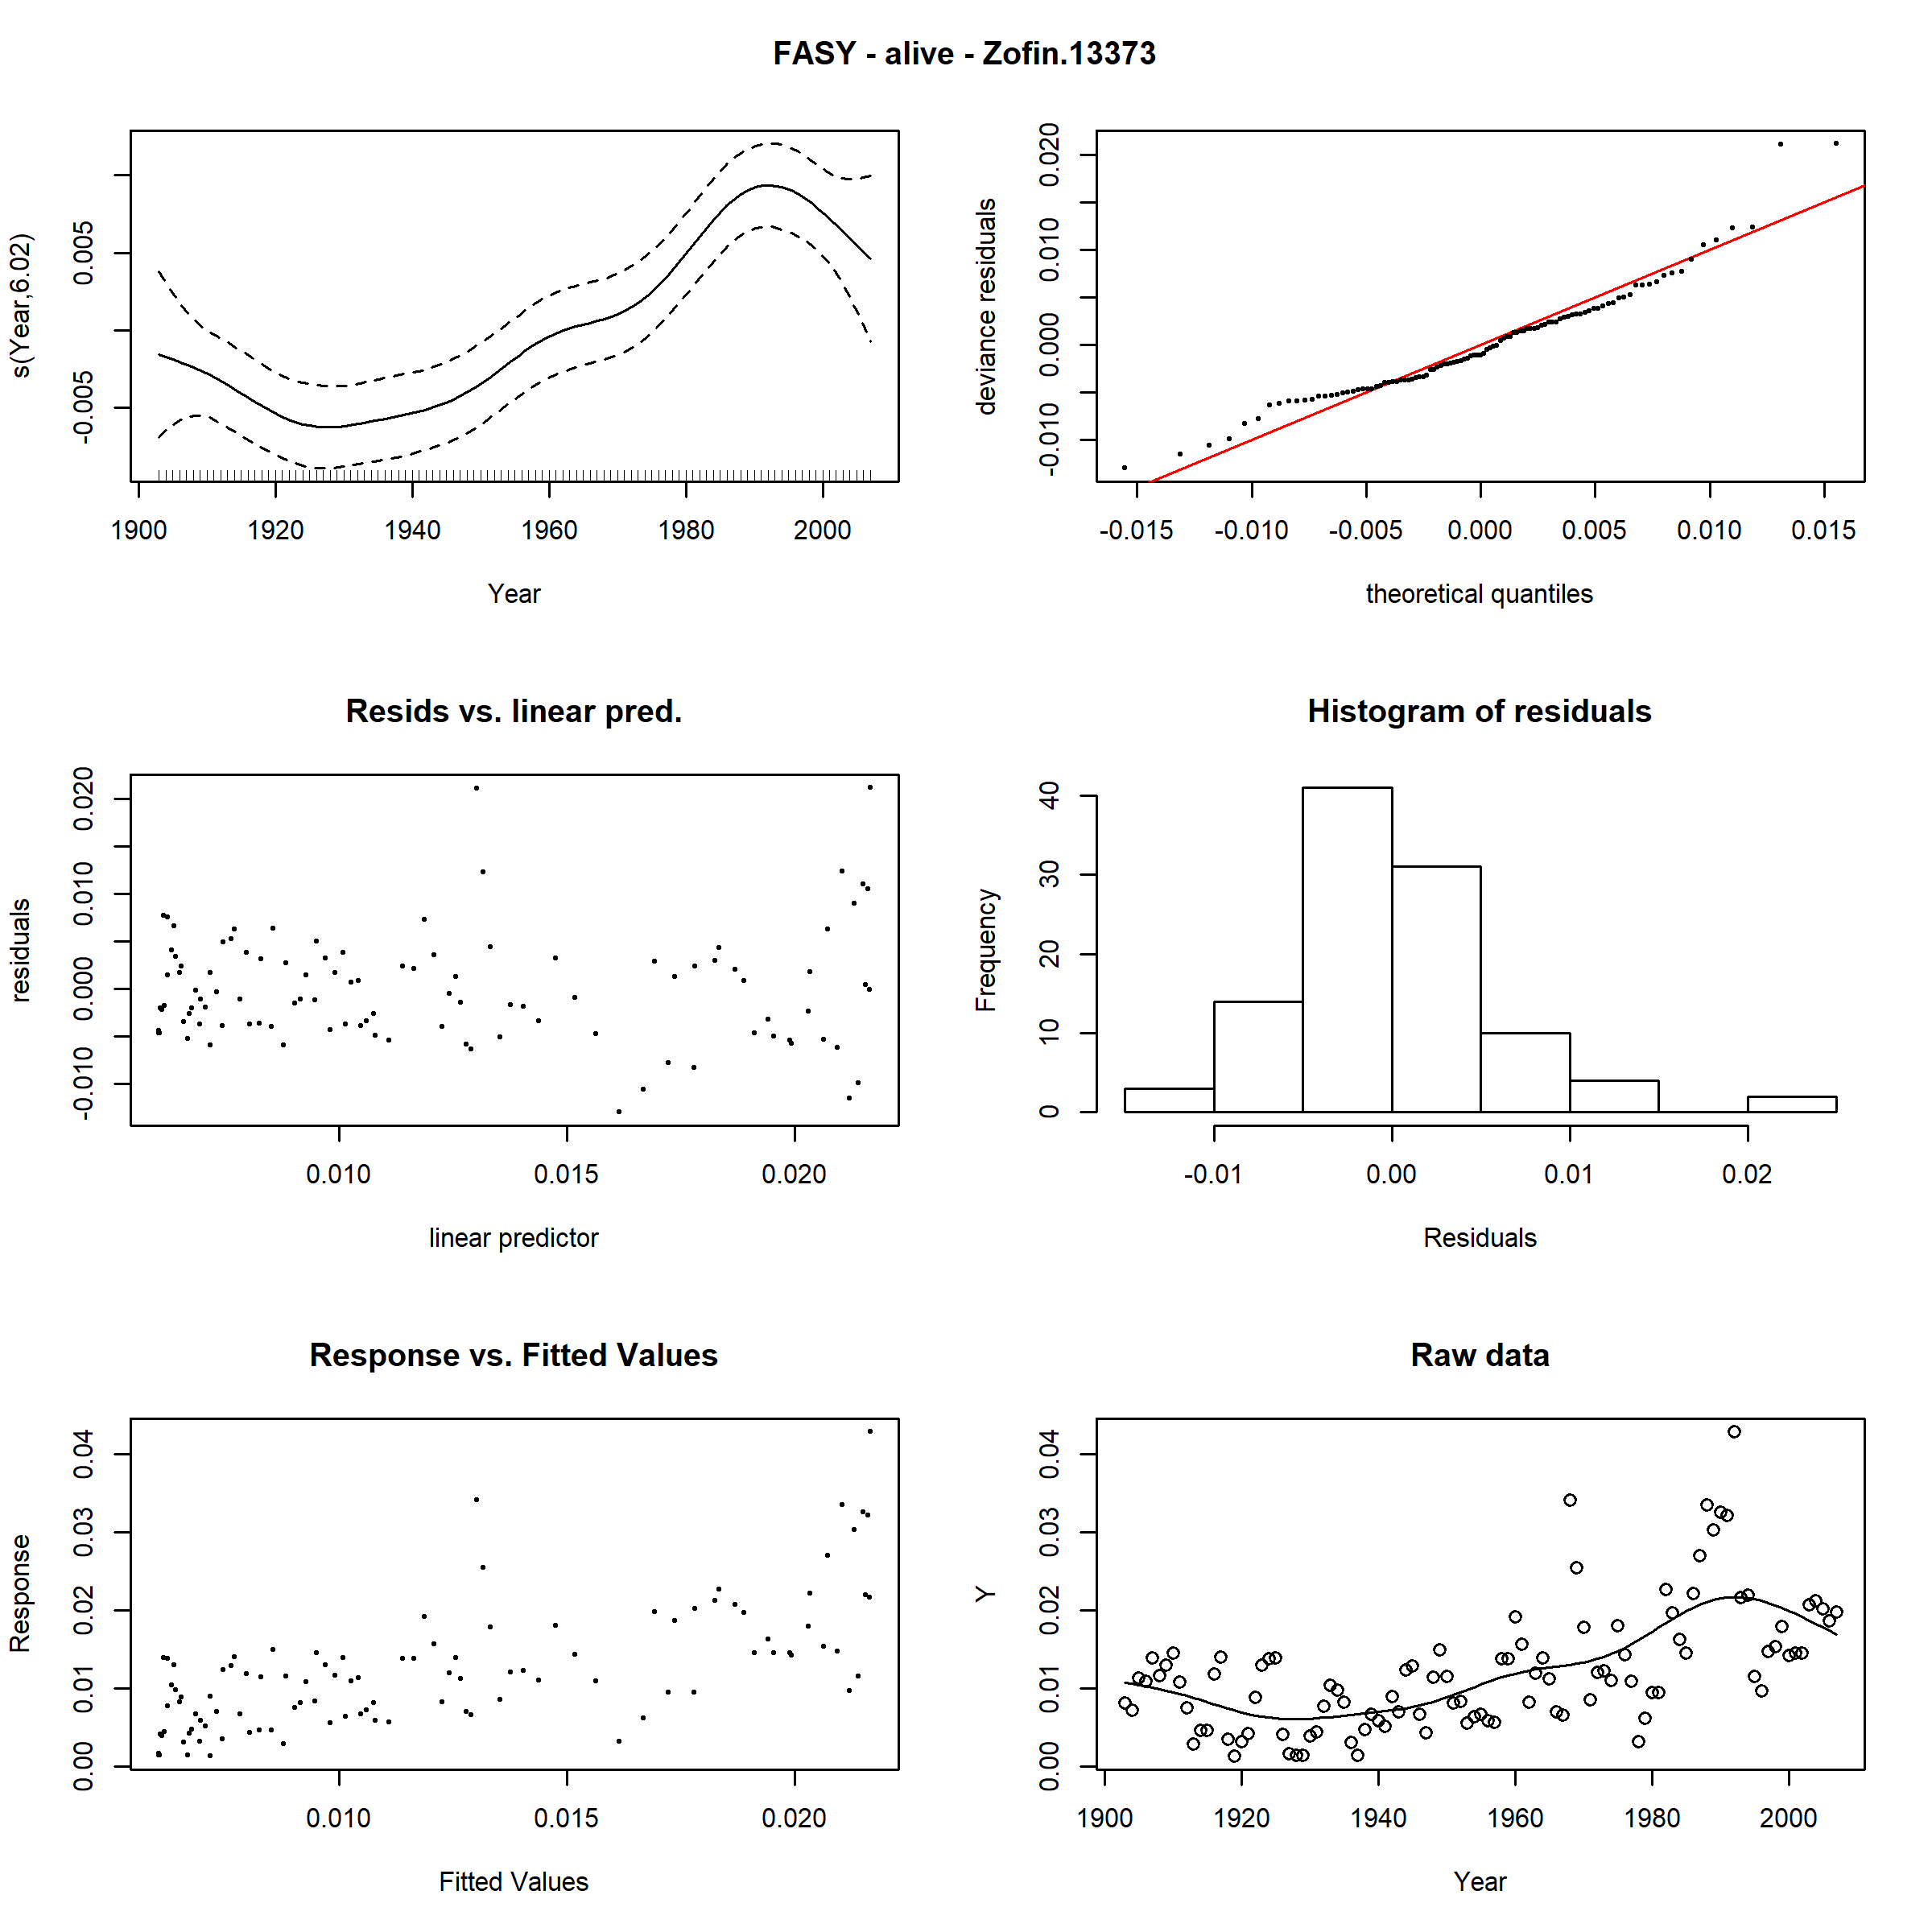 FASY - alive - Zofin.13373
s(Year,6.02)
-0.005 0.005
1900 1920 1940 1960 1980 2000
Year
deviance residuals
-0.010 0.000 0.010 0.020
-0.015 -0.010 -0.005 0.000 0.005 0.010 0.015
theoretical quantiles
Resids vs. linear pred.
residuals
-0.010 0.000 0.010 0.020
0.010 0.015 0.020
linear predictor
Histogram of residuals
Frequency
0 10 20 30 40
-0.01 0.00 0.01 0.02
Residuals
Response vs. Fitted Values
Response
0.00 0.01 0.02 0.03 0.04
0.010 0.015 0.020
Fitted Values
Raw data
Y
0.00 0.01 0.02 0.03 0.04
1900 1920 1940 1960 1980 2000
Year